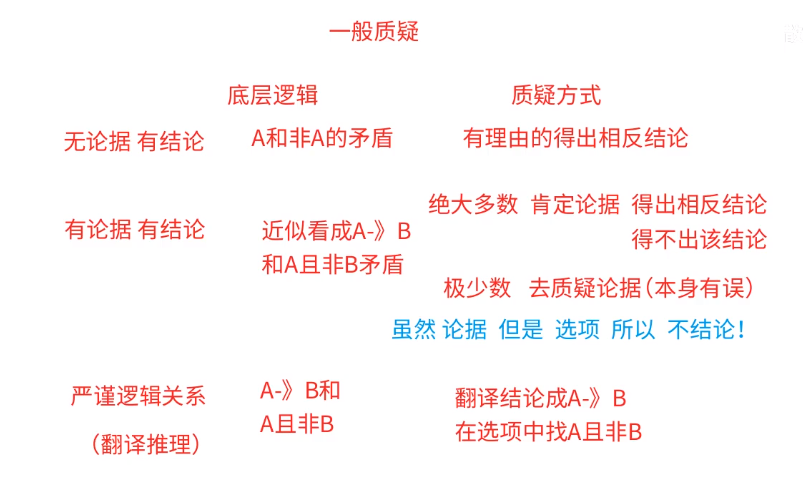 一般质疑
底层逻辑 质疑方式
无论据 有结论 A和非A的矛盾 有理由的得出相反结论
绝大多数 肯定论据 得出相反结论
有论据 有结论 近似看成A-》B 得不出该结论
和A且非B矛盾
极少数 去质疑论据（本身有误）
虽然 论据 但是 选项 所以 不结论！
严谨逻辑关系 A-》B和 翻译结论成A-》B
（翻译推理） A且非B 在选项中找A且非B